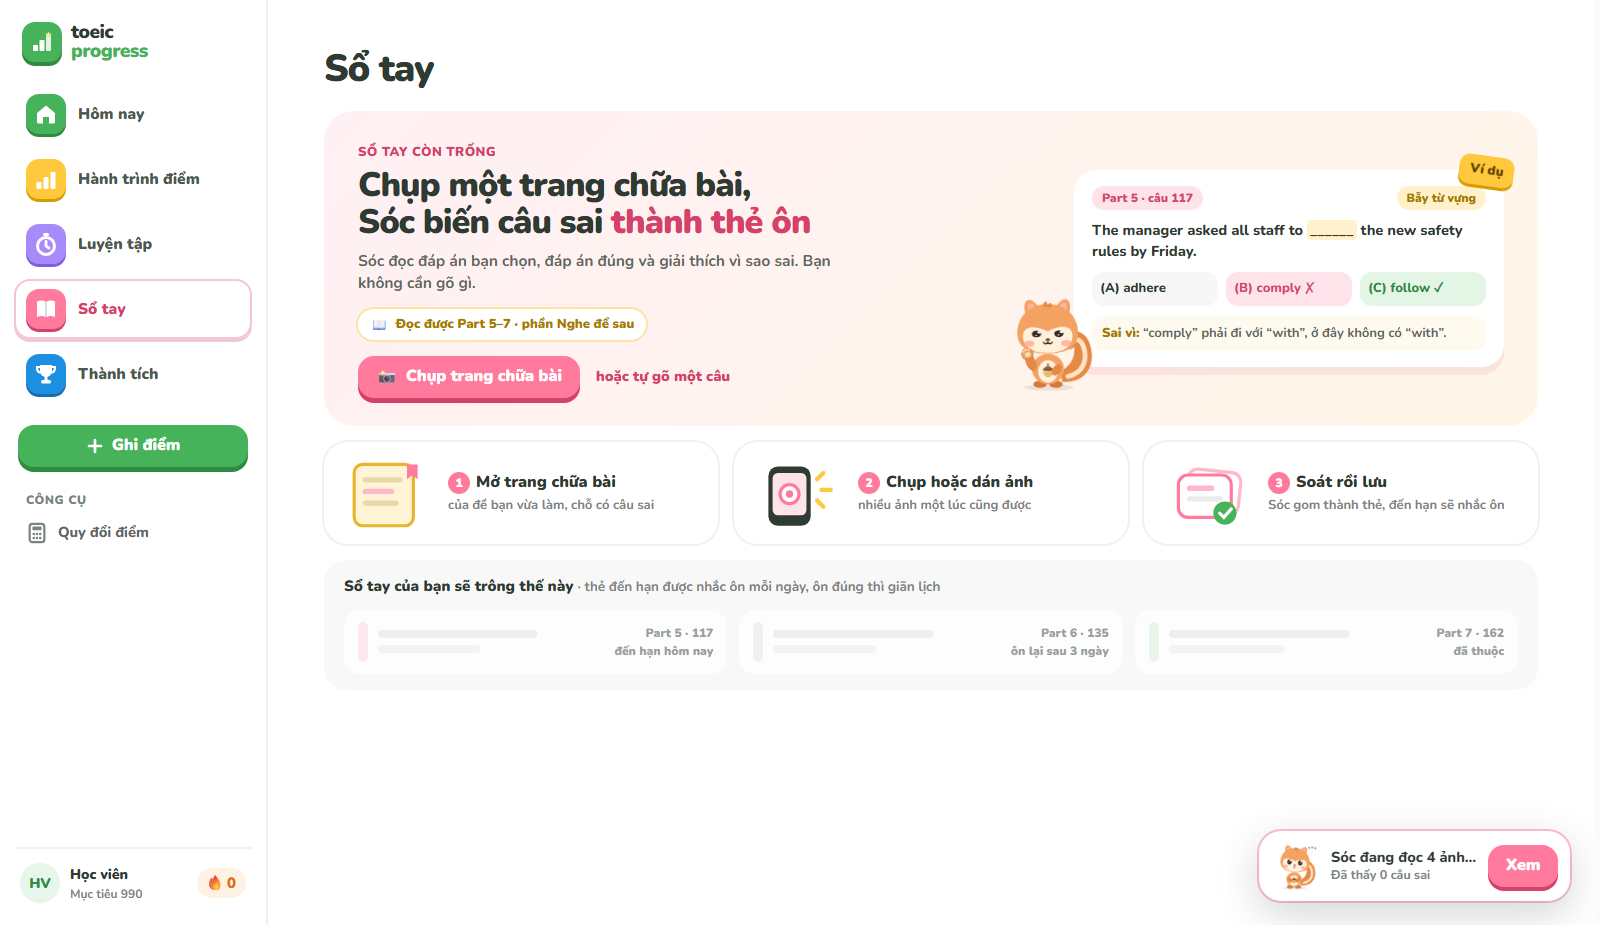 toeic
progress
Hôm nay
Hành trình điểm
Luyện tập
Sổ tay
Thành tích
Ghi điểm
CÔNG CỤ
Quy đổi điểm
HV
Học viên
Mục tiêu 990
0
Sổ tay
SỔ TAY CÒN TRỐNG
Chụp một trang chữa bài,
Sóc biến câu sai thành thẻ ôn
Sóc đọc đáp án bạn chọn, đáp án đúng và giải thích vì sao sai. Bạn
không cần gõ gì.
Đọc được Part 5–7 · phần Nghe để sau
Chụp trang chữa bài
hoặc tự gõ một câu
Ví dụ
Part 5 · câu 117
Bẫy từ vựng
The manager asked all staff to ______ the new safety
rules by Friday.
(A) adhere
(B) comply ✗
(C) follow ✓
Sai vì: “comply” phải đi với “with”, ở đây không có “with”.
1 Mở trang chữa bài
của đề bạn vừa làm, chỗ có câu sai
2 Chụp hoặc dán ảnh
nhiều ảnh một lúc cũng được
3 Soát rồi lưu
Sóc gom thành thẻ, đến hạn sẽ nhắc ôn
Sổ tay của bạn sẽ trông thế này · thẻ đến hạn được nhắc ôn mỗi ngày, ôn đúng thì giãn lịch
Part 5 · 117
đến hạn hôm nay
Part 6 · 135
ôn lại sau 3 ngày
Part 7 · 162
đã thuộc
Sóc đang đọc 4 ảnh...
Đã thấy 0 câu sai
Xem